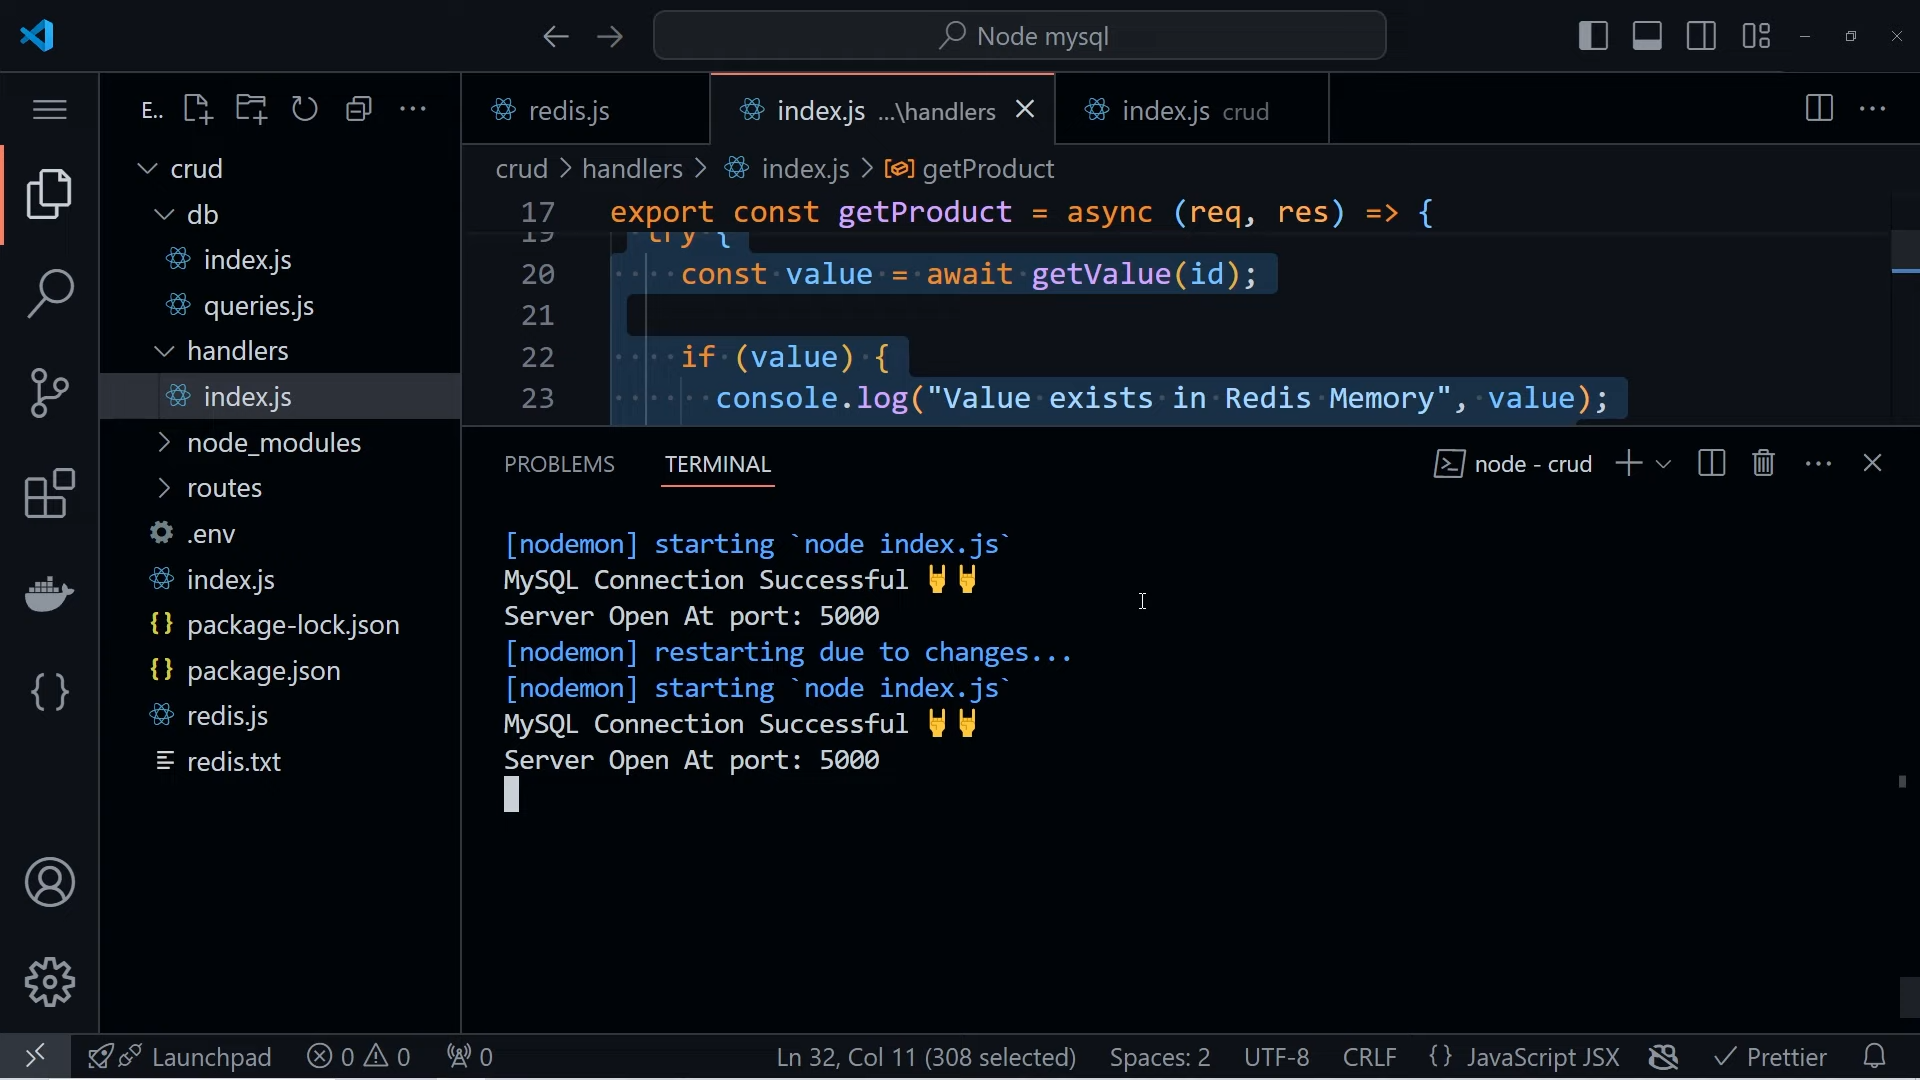 Node mysql
E..
crud
db
index.js
queries.js
handlers
index.js
node_modules
routes
.env
index.js
package-lock.json
package.json
redis.js
redis.txt
redis.js
index.js ...\handlers
index.js crud
crud > handlers > index.js > getProduct
17 export const getProduct = async (req, res) => {
19 try {
20 const value = await getValue(id);
21
22 if (value) {
23 console.log("Value exists in Redis Memory", value);
PROBLEMS TERMINAL
node - crud
[nodemon] starting `node index.js`
MySQL Connection Successful 🤘🤘
Server Open At port: 5000
[nodemon] restarting due to changes...
[nodemon] starting `node index.js`
MySQL Connection Successful 🤘🤘
Server Open At port: 5000
Launchpad 0 0 0 Ln 32, Col 11 (308 selected) Spaces: 2 UTF-8 CRLF {} JavaScript JSX Prettier